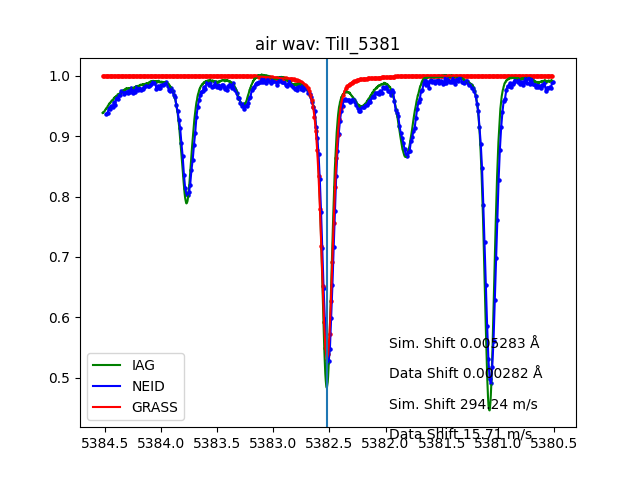 air wav: TiII_5381
1.0
0.9
0.8
0.7
0.6
0.5
Sim. Shift 0.005283 Å
Data Shift 0.000282 Å
Sim. Shift 294.24 m/s
Data Shift 15.71 m/s
IAG
NEID
GRASS
5384.5 5384.0 5383.5 5383.0 5382.5 5382.0 5381.5 5381.0 5380.5